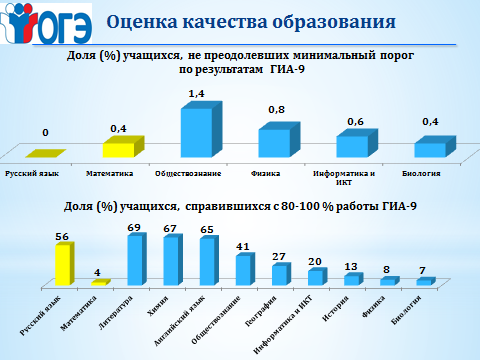 ОГЭ
Оценка качества образования
Доля (%) учащихся, не преодолевших минимальный порог
по результатам ГИА-9
0
0,4
1,4
0,8
0,6
0,4
Русский язык
Математика
Обществознание
Физика
Информатика и
ИКТ
Биология
Доля (%) учащихся, справившихся с 80-100 % работы ГИА-9
56
4
69
67
65
41
27
20
13
8
7
Русский язык
Математика
Литература
Химия
Английский язык
Обществознание
География
Информатика и ИКТ
История
Физика
Биология